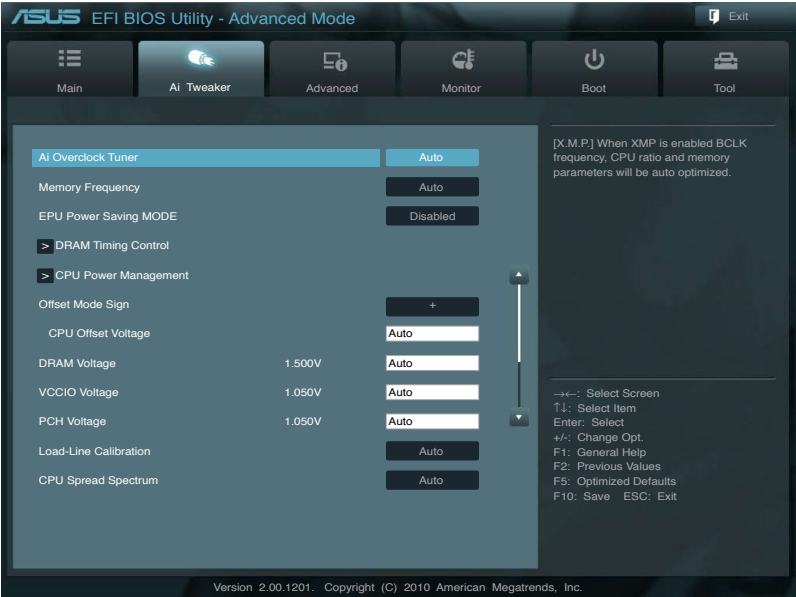 ASUS EFI BIOS Utility - Advanced Mode
Exit
Main
Ai Tweaker
Advanced
Monitor
Boot
Tool
Ai Overclock Tuner Auto
Memory Frequency Auto
EPU Power Saving MODE Disabled
> DRAM Timing Control
> CPU Power Management
Offset Mode Sign +
CPU Offset Voltage Auto
DRAM Voltage 1.500V Auto
VCCIO Voltage 1.050V Auto
PCH Voltage 1.050V Auto
Load-Line Calibration Auto
CPU Spread Spectrum Auto
[X.M.P.] When XMP is enabled BCLK
frequency, CPU ratio and memory
parameters will be auto optimized.
→←: Select Screen
↑↓: Select Item
Enter: Select
+/-: Change Opt.
F1: General Help
F2: Previous Values
F5: Optimized Defaults
F10: Save ESC: Exit
Version 2.00.1201. Copyright (C) 2010 American Megatrends, Inc.